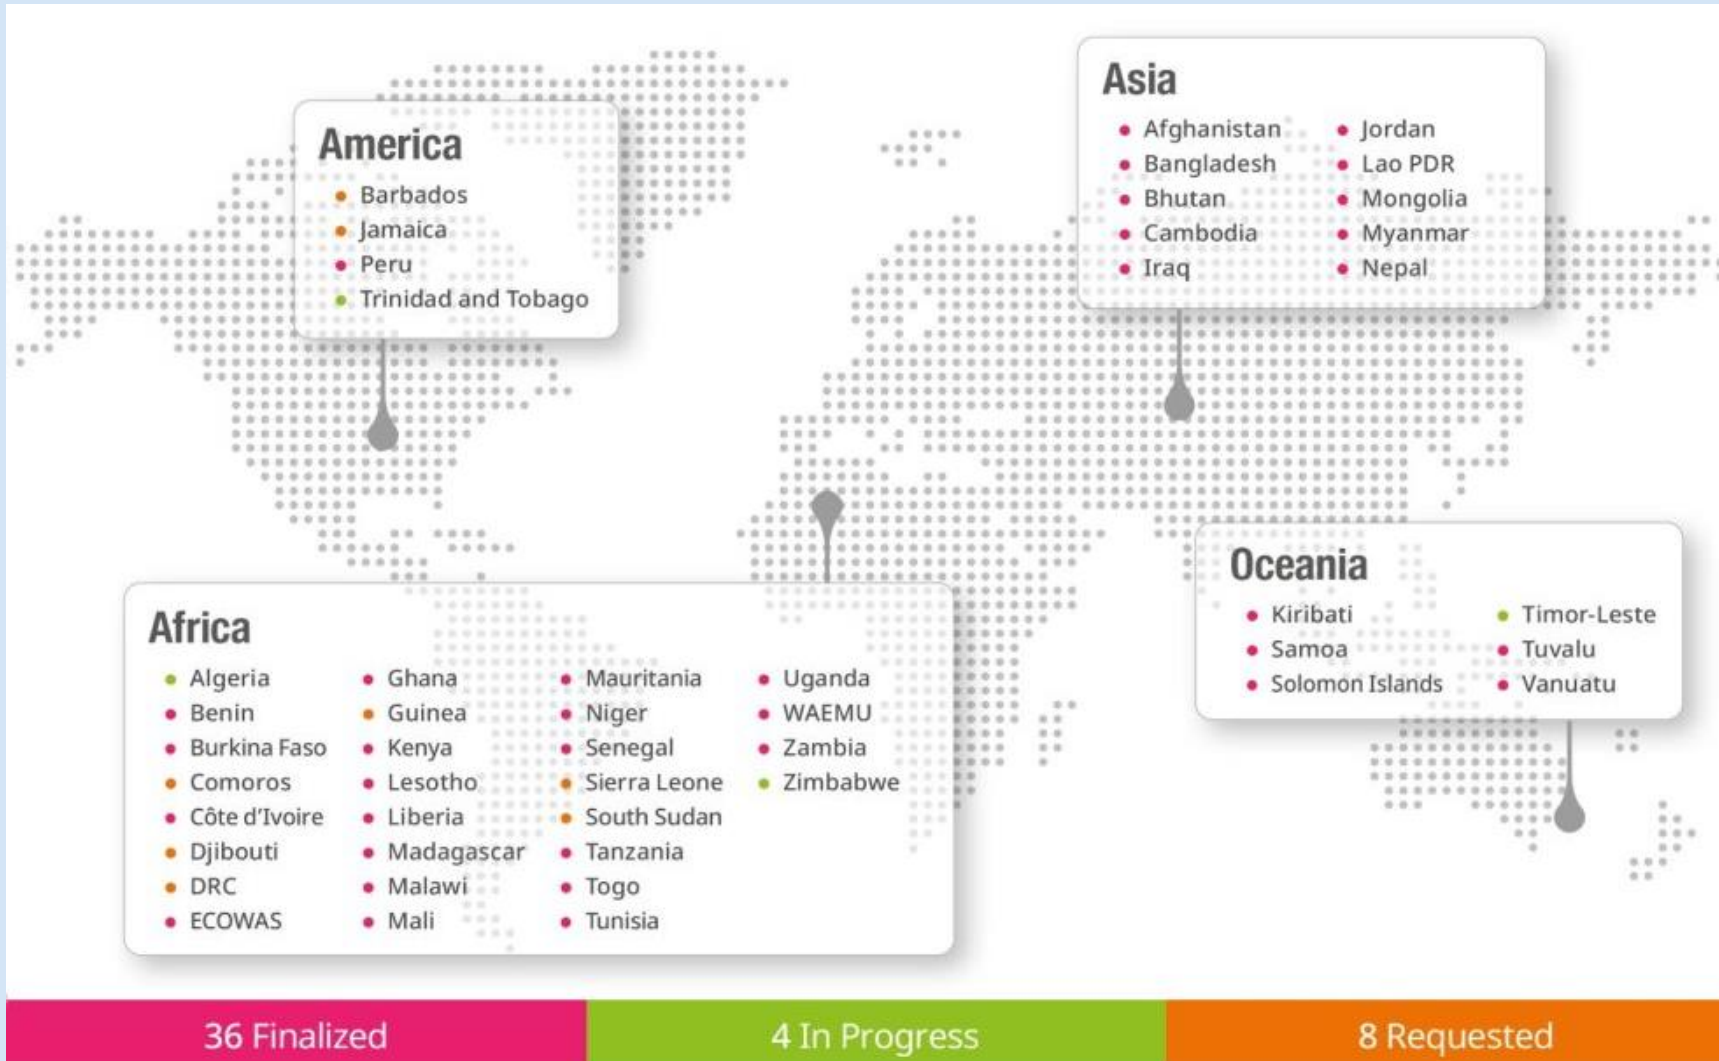 America
Barbados
Jamaica
Peru
Trinidad and Tobago
Asia
Afghanistan
Bangladesh
Bhutan
Cambodia
Iraq
Jordan
Lao PDR
Mongolia
Myanmar
Nepal
Africa
Algeria
Benin
Burkina Faso
Comoros
Côte d'Ivoire
Djibouti
DRC
ECOWAS
Ghana
Guinea
Kenya
Lesotho
Liberia
Madagascar
Malawi
Mali
Mauritania
Niger
Senegal
Sierra Leone
South Sudan
Tanzania
Togo
Tunisia
Uganda
WAEMU
Zambia
Zimbabwe
Oceania
Kiribati
Samoa
Solomon Islands
Timor-Leste
Tuvalu
Vanuatu
36 Finalized
4 In Progress
8 Requested